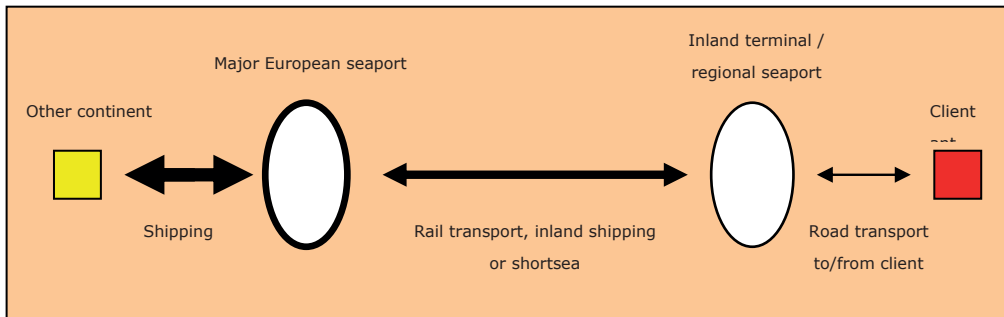 Inland terminal /
regional seaport
Major European seaport
Other continent
Client
Shipping
Rail transport, inland shipping
or shortsea
Road transport
to/from client